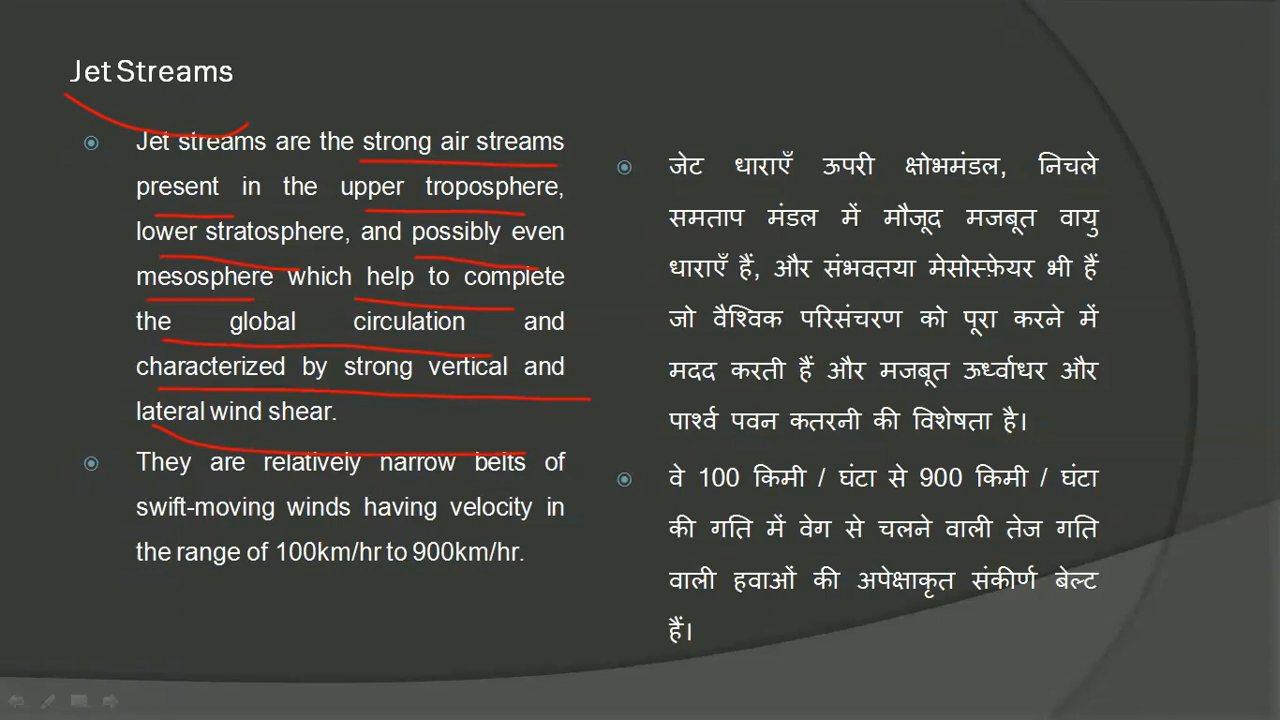 Jet Streams
Jet streams are the strong air streams
present in the upper troposphere,
lower stratosphere, and possibly even
mesosphere which help to complete
the global circulation and
characterized by strong vertical and
lateral wind shear.
They are relatively narrow belts of
swift-moving winds having velocity in
the range of 100km/hr to 900km/hr.
जेट धाराएँ ऊपरी क्षोभमंडल, निचले
समताप मंडल में मौजूद मजबूत वायु
धाराएँ हैं, और संभवतया मेसोस्फ़ेयर भी हैं
जो वैश्विक परिसंचरण को पूरा करने में
मदद करती हैं और मजबूत ऊर्ध्वाधर और
पार्श्व पवन कतरनी की विशेषता है।
वे 100 किमी / घंटा से 900 किमी / घंटा
की गति में वेग से चलने वाली तेज गति
वाली हवाओं की अपेक्षाकृत संकीर्ण बेल्ट
हैं।